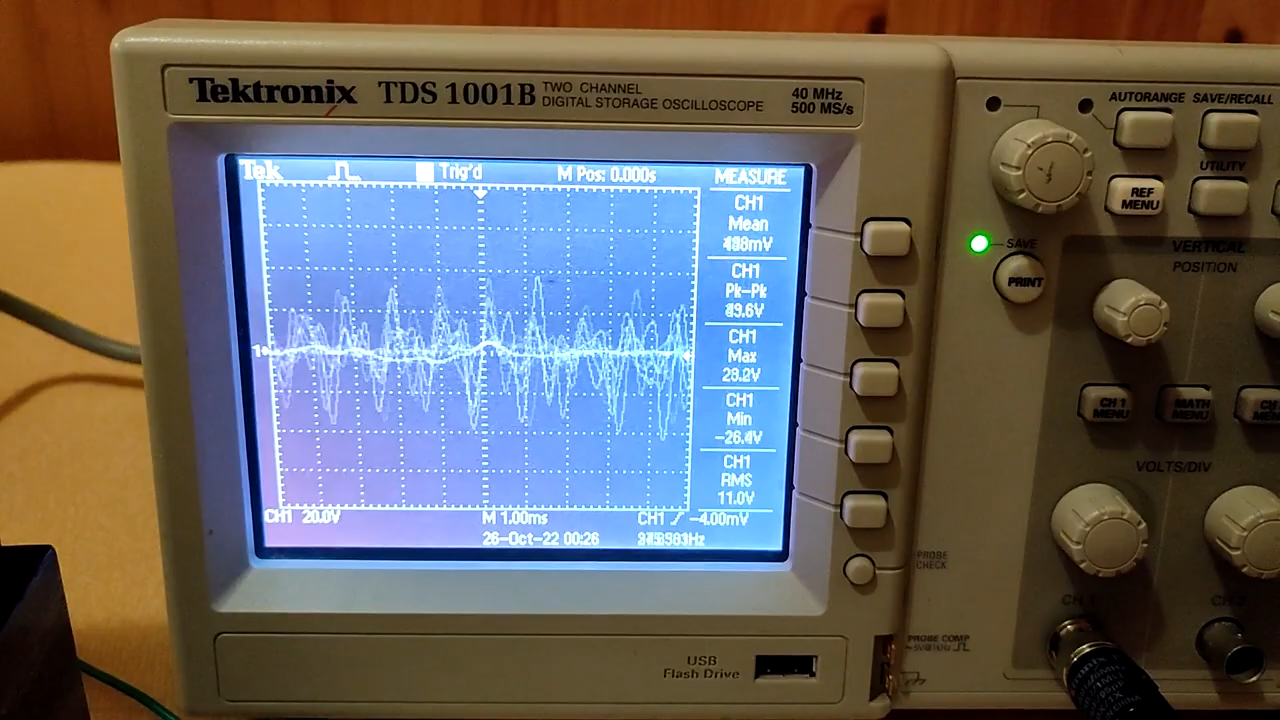 Tektronix TDS 1001B TWO CHANNEL DIGITAL STORAGE OSCILLOSCOPE 40 MHz 500 MS/s
Tek Trig'd M Pos: 0.000s MEASURE
CH1
Mean
CH1
Pk-Pk
CH1
Max
28.2V
CH1
Min
-26.4V
CH1
RMS
11.0V
1
CH1 20.0V M 1.00ms CH1 -4.00mV
26-Oct-22 00:26
USB
Flash Drive
AUTORANGE SAVE/RECALL
REF
MENU
UTILITY
SAVE
PRINT
VERTICAL
POSITION
CH 1
MENU
MATH
MENU
VOLTS/DIV
PROBE
CHECK
CH 1
CH 2
PROBE COMP